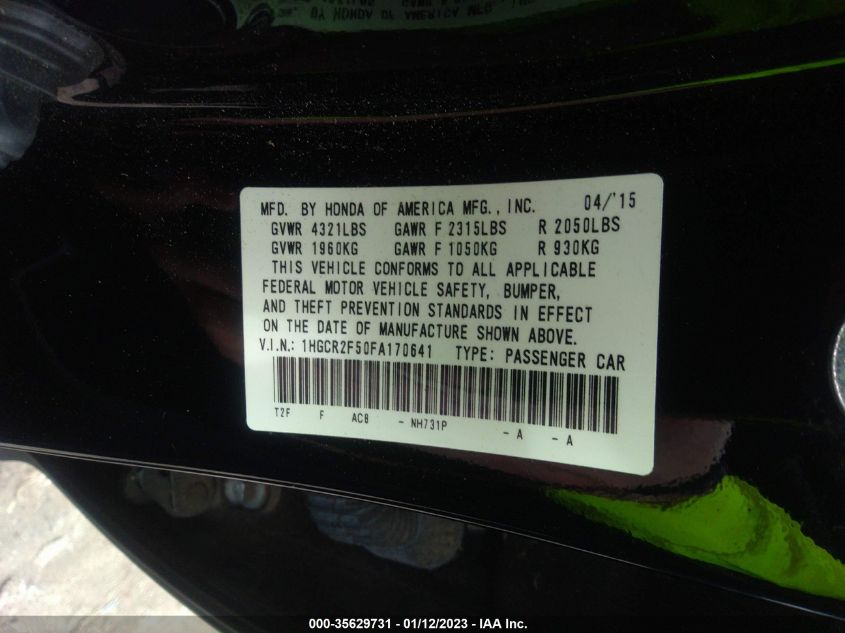 MFD. BY HONDA OF AMERICA MFG., INC. 04/'15
GVWR 4321LBS GAWR F 2315LBS R 2050LBS
GVWR 1960KG GAWR F 1050KG R 930KG
THIS VEHICLE CONFORMS TO ALL APPLICABLE
FEDERAL MOTOR VEHICLE SAFETY, BUMPER,
AND THEFT PREVENTION STANDARDS IN EFFECT
ON THE DATE OF MANUFACTURE SHOWN ABOVE.
V.I.N.: 1HGCR2F50FA170641 TYPE: PASSENGER CAR
T2F F AC8 - NH731P - A - A
000-35629731 - 01/12/2023 - IAA Inc.